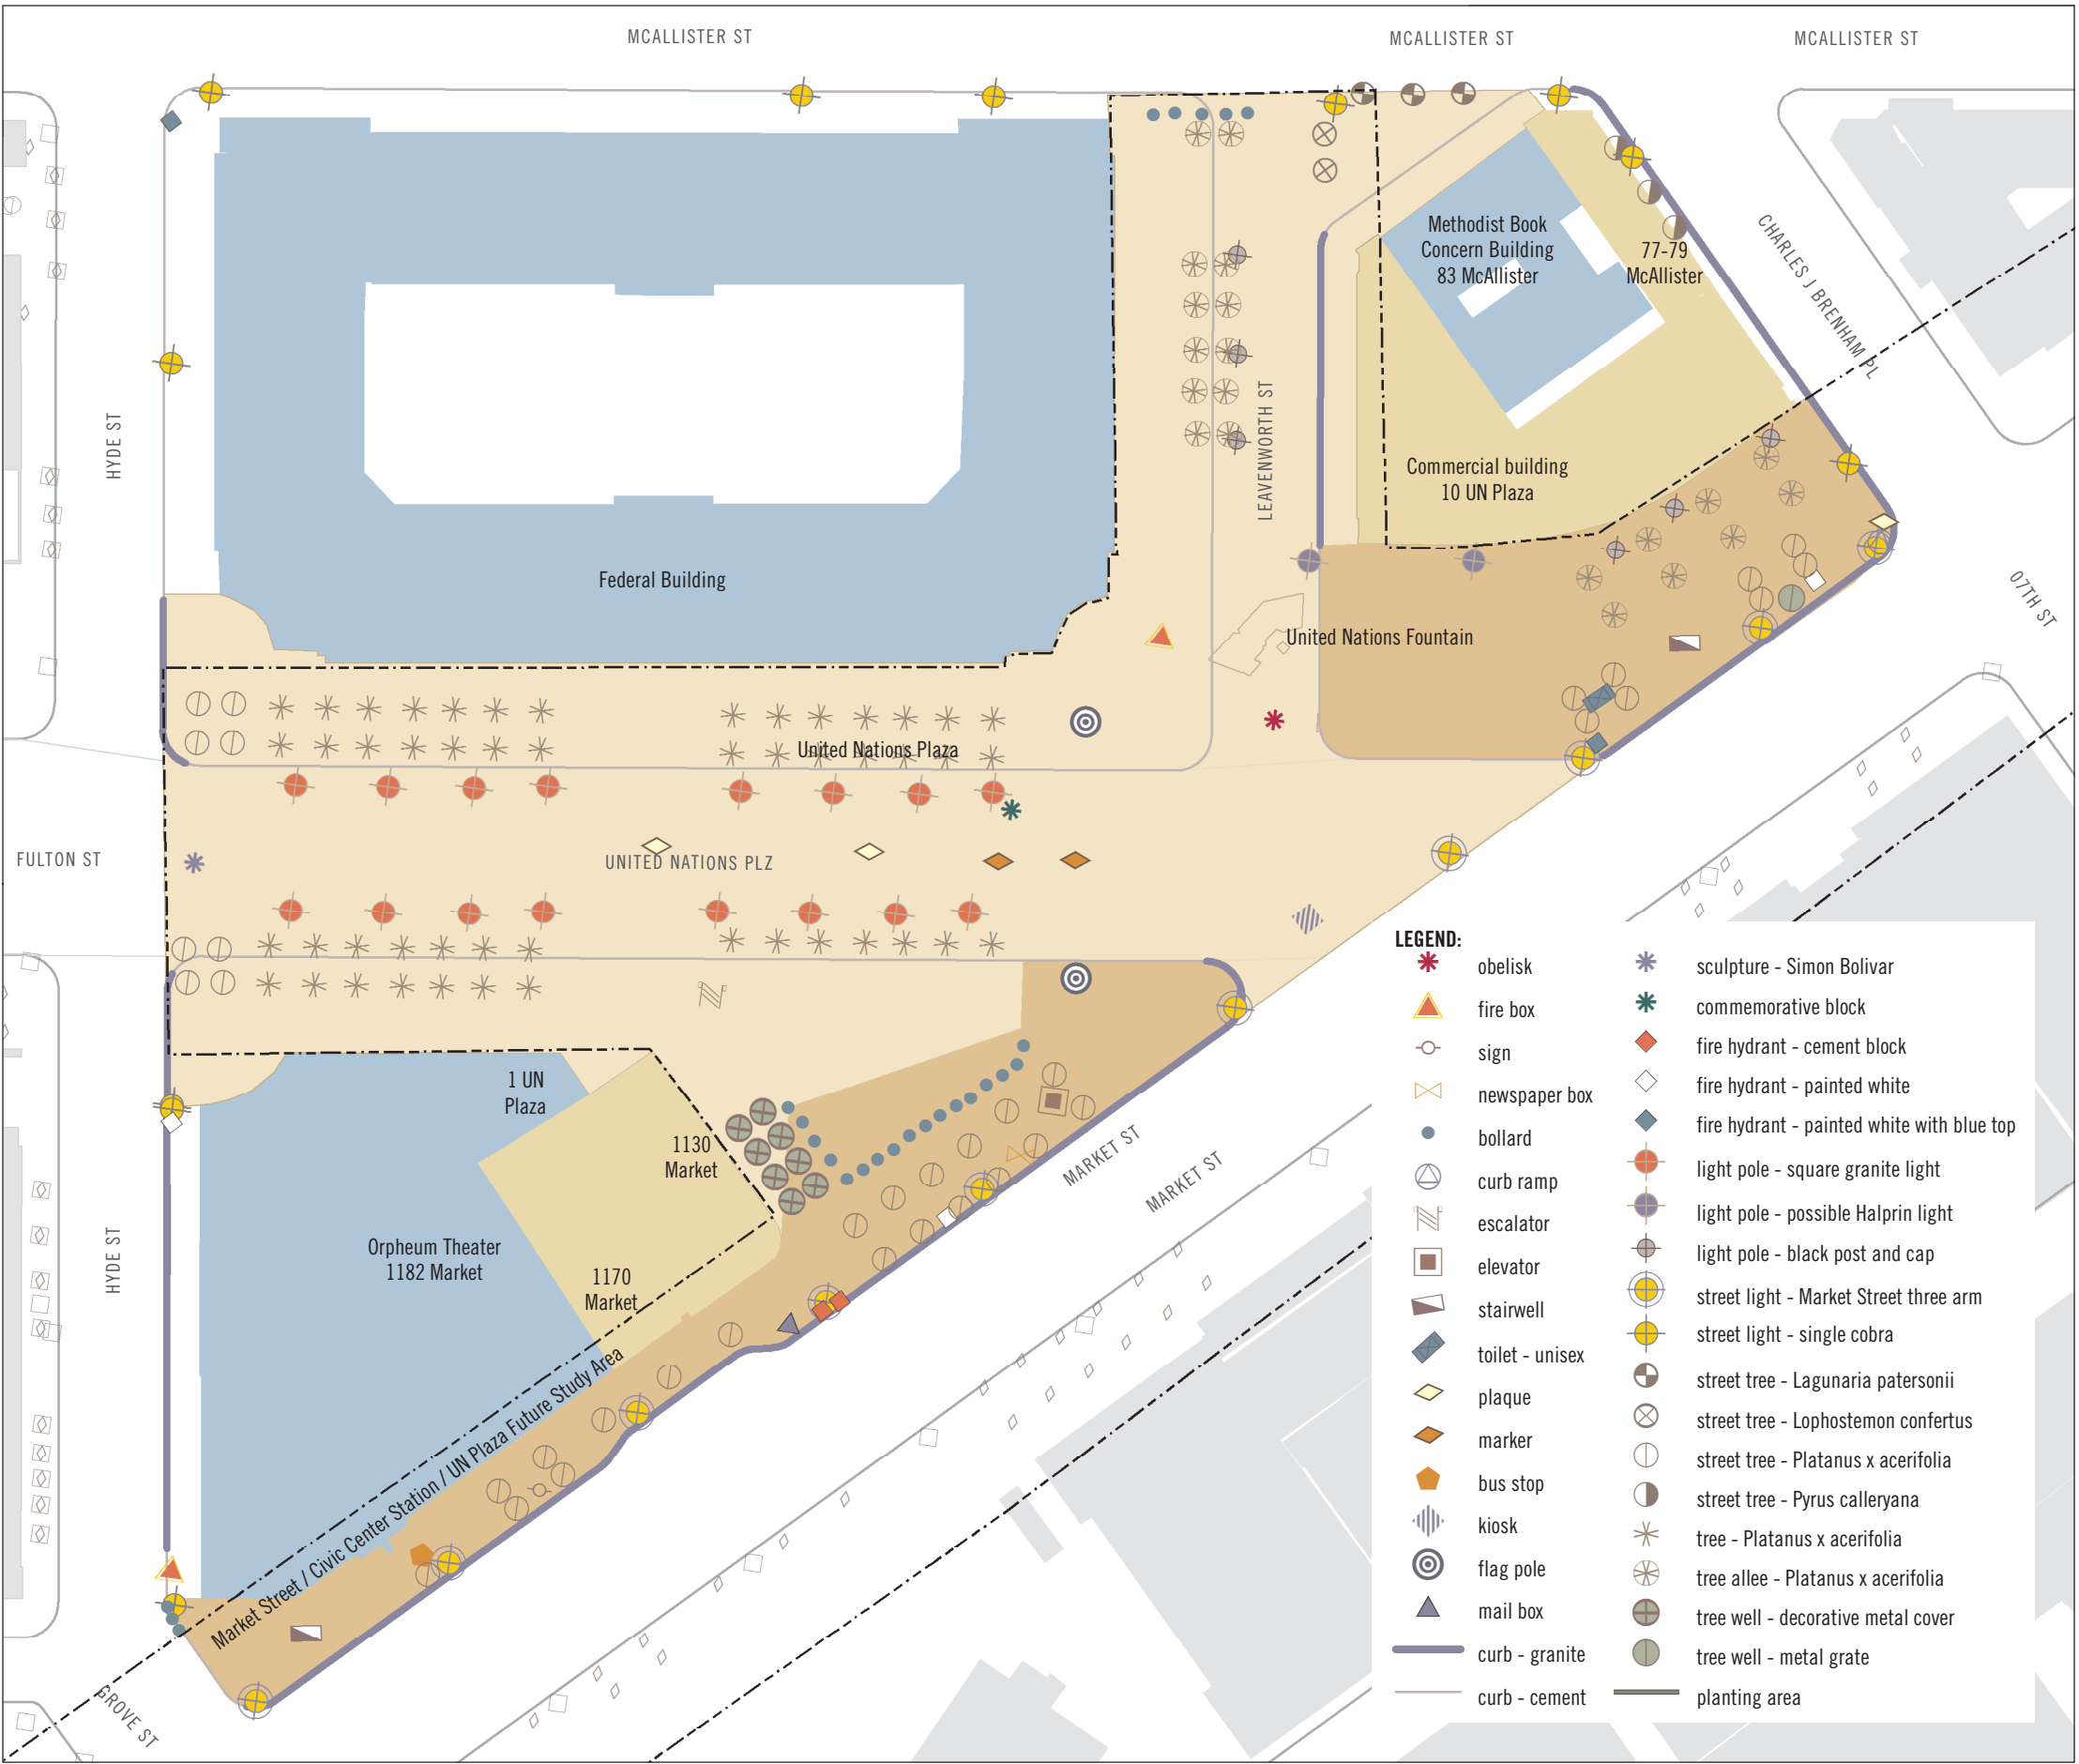 MCALLISTER ST
MCALLISTER ST
MCALLISTER ST
Methodist Book
Concern Building
83 McAllister
77-79
McAllister
CHARLES J BRENHAM PL
HYDE ST
LEAVENWORTH ST
Commercial building
10 UN Plaza
Federal Building
07TH ST
United Nations Fountain
United Nations Plaza
FULTON ST
UNITED NATIONS PLZ
1 UN
Plaza
1130
Market
MARKET ST
MARKET ST
HYDE ST
Orpheum Theater
1182 Market
1170
Market
Market Street / Civic Center Station / UN Plaza Future Study Area
GROVE ST
LEGEND:
obelisk
fire box
sign
newspaper box
bollard
curb ramp
escalator
elevator
stairwell
toilet - unisex
plaque
marker
bus stop
kiosk
flag pole
mail box
curb - granite
curb - cement
sculpture - Simon Bolivar
commemorative block
fire hydrant - cement block
fire hydrant - painted white
fire hydrant - painted white with blue top
light pole - square granite light
light pole - possible Halprin light
light pole - black post and cap
street light - Market Street three arm
street light - single cobra
street tree - Lagunaria patersonii
street tree - Lophostemon confertus
street tree - Platanus x acerifolia
street tree - Pyrus calleryana
tree - Platanus x acerifolia
tree allee - Platanus x acerifolia
tree well - decorative metal cover
tree well - metal grate
planting area